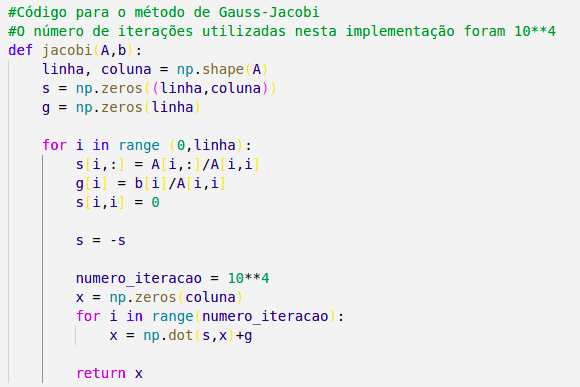 #Código para o método de Gauss-Jacobi
#O número de iterações utilizadas nesta implementação foram 10**4
def jacobi(A,b):
    linha, coluna = np.shape(A)
    s = np.zeros((linha,coluna))
    g = np.zeros(linha)

    for i in range (0,linha):
        s[i,:] = A[i,:]/A[i,i]
        g[i] = b[i]/A[i,i]
        s[i,i] = 0

        s = -s

        numero_iteracao = 10**4
        x = np.zeros(coluna)
        for i in range(numero_iteracao):
            x = np.dot(s,x)+g

        return x